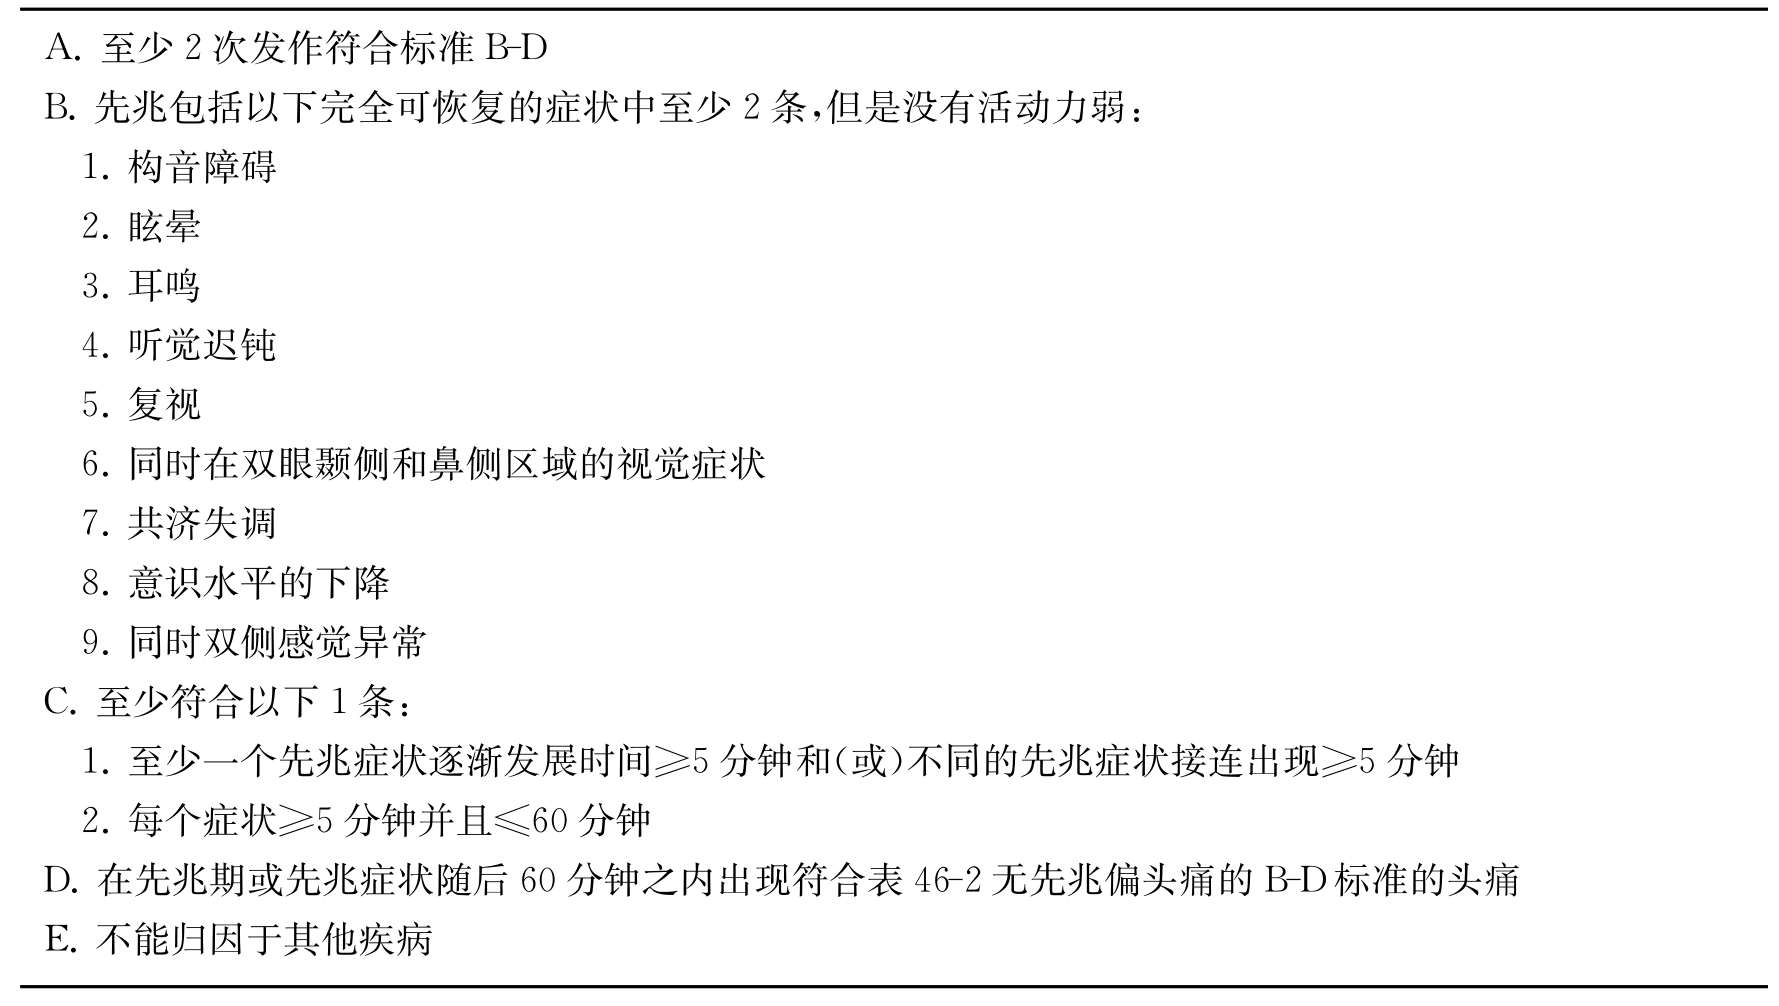 A. 至少 2 次发作符合标准 B-D
B. 先兆包括以下完全可恢复的症状中至少 2 条,但是没有活动力弱:
1. 构音障碍
2. 眩晕
3. 耳鸣
4. 听觉迟钝
5. 复视
6. 同时在双眼颞侧和鼻侧区域的视觉症状
7. 共济失调
8. 意识水平的下降
9. 同时双侧感觉异常
C. 至少符合以下 1 条:
1. 至少一个先兆症状逐渐发展时间≥5 分钟和(或)不同的先兆症状接连出现≥5 分钟
2. 每个症状≥5 分钟并且≤60 分钟
D. 在先兆期或先兆症状随后 60 分钟之内出现符合表 46-2 无先兆偏头痛的 B-D 标准的头痛
E. 不能归因于其他疾病